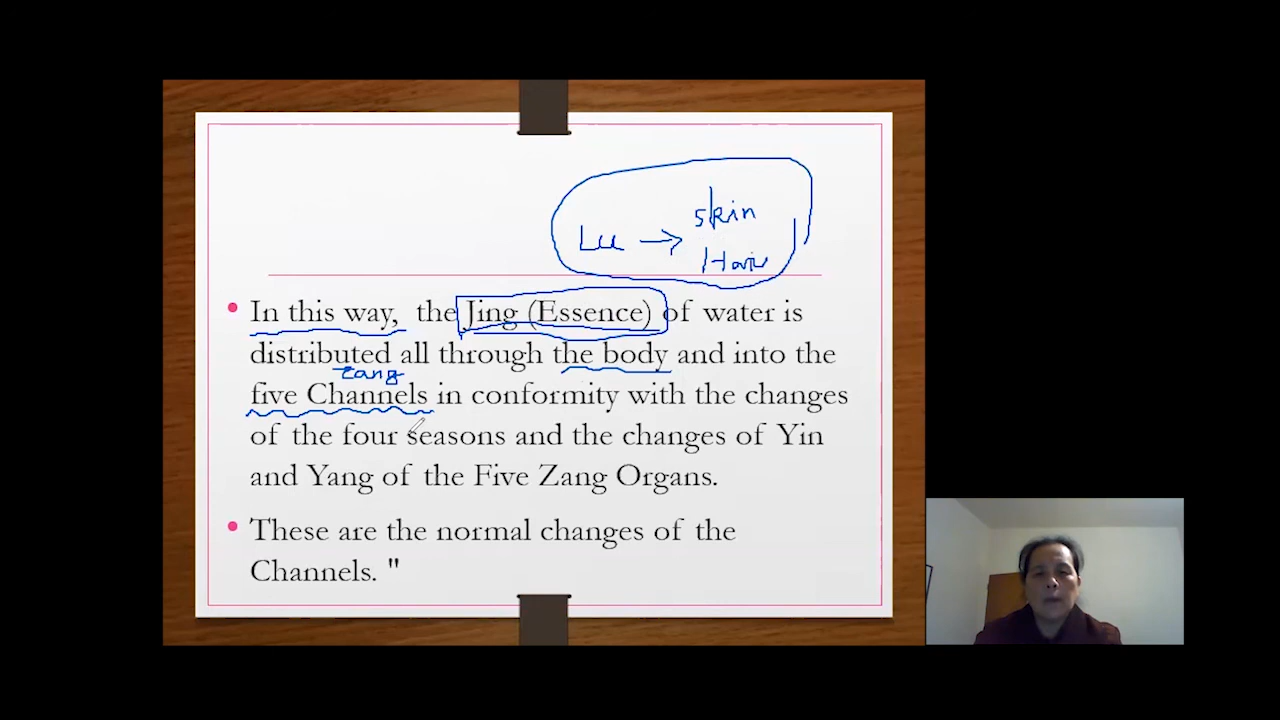 skin
Lu → Hair
• In this way, the Jing (Essence) of water is
distributed all through the body and into the
zang
five Channels in conformity with the changes
of the four seasons and the changes of Yin
and Yang of the Five Zang Organs.
• These are the normal changes of the
Channels. "